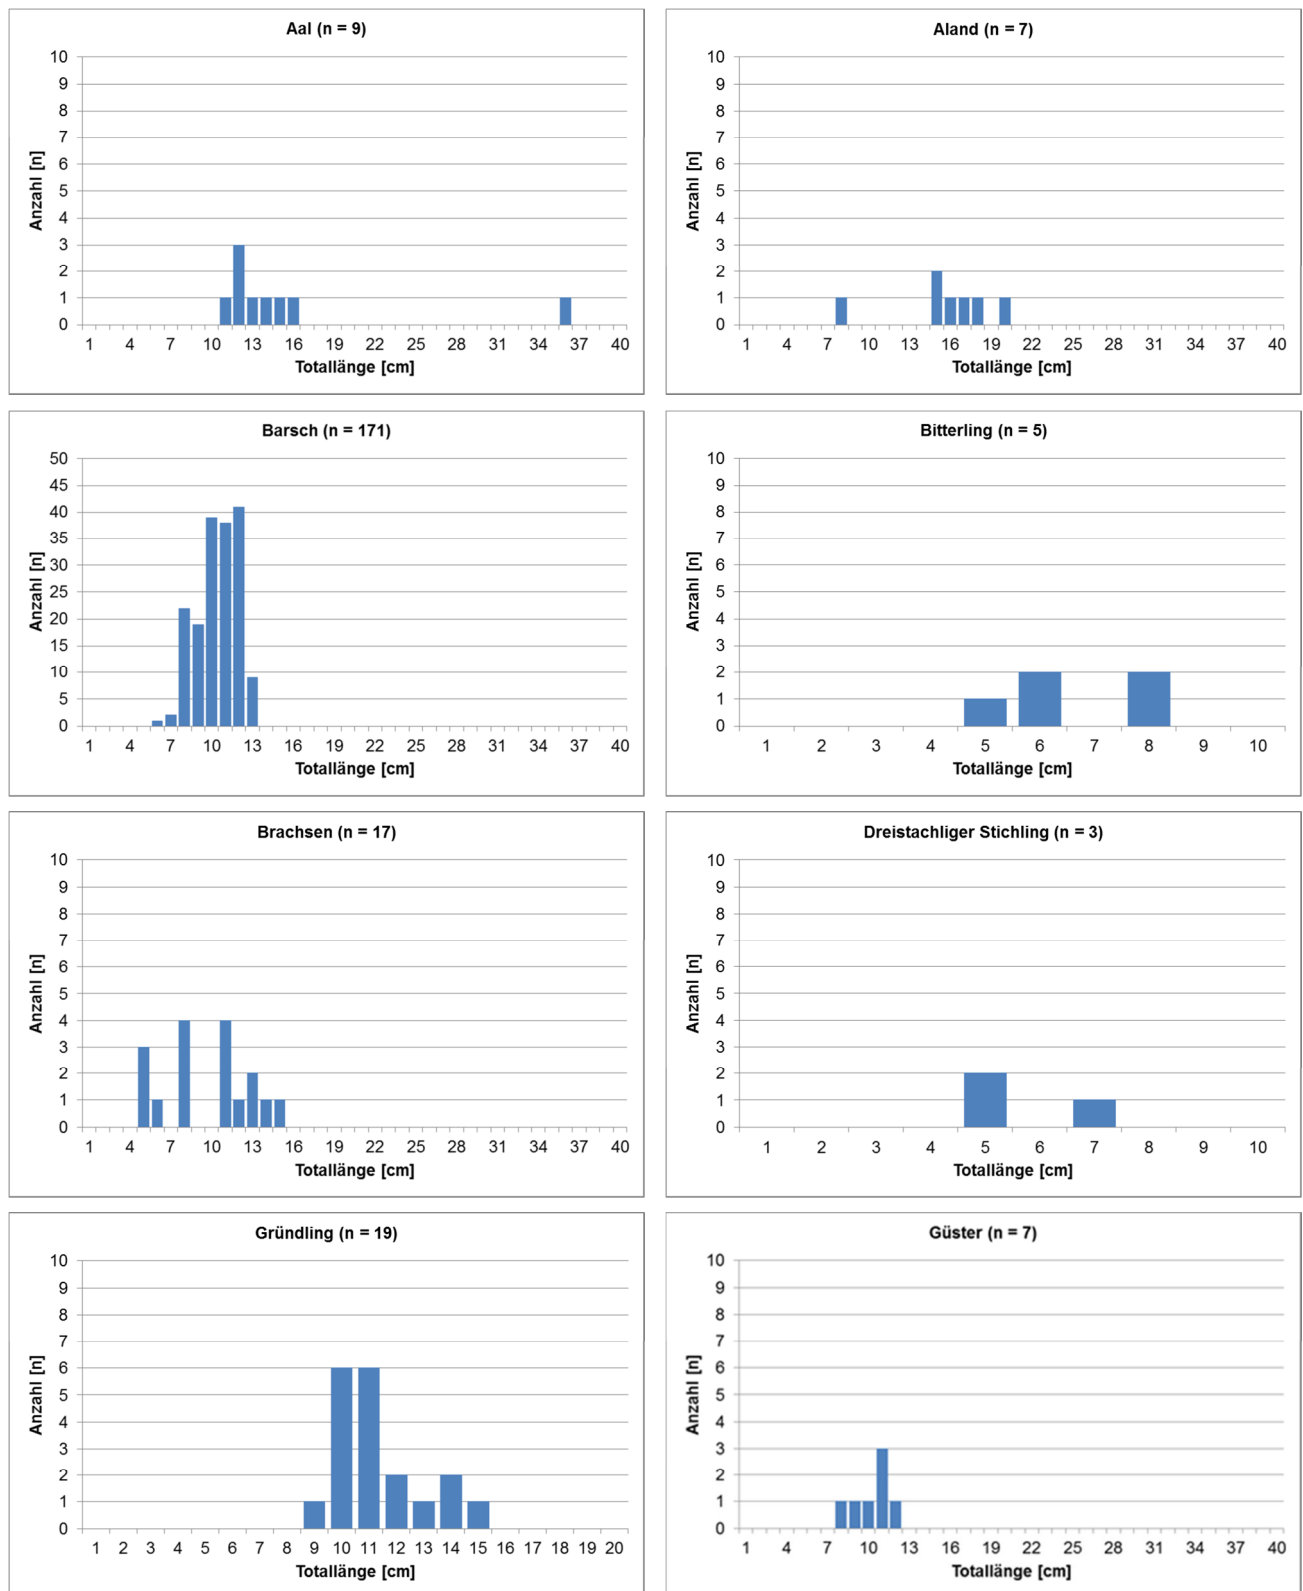 Aal (n = 9)
10
9
8
7
6
5
4
3
2
1
0
Anzahl [n]
1 4 7 10 13 16 19 22 25 28 31 34 37 40
Totallänge [cm]
Aland (n = 7)
10
9
8
7
6
5
4
3
2
1
0
Anzahl [n]
1 4 7 10 13 16 19 22 25 28 31 34 37 40
Totallänge [cm]
Barsch (n = 171)
50
45
40
35
30
25
20
15
10
5
0
Anzahl [n]
1 4 7 10 13 16 19 22 25 28 31 34 37 40
Totallänge [cm]
Bitterling (n = 5)
10
9
8
7
6
5
4
3
2
1
0
Anzahl [n]
1 2 3 4 5 6 7 8 9 10
Totallänge [cm]
Brachsen (n = 17)
10
9
8
7
6
5
4
3
2
1
0
Anzahl [n]
1 4 7 10 13 16 19 22 25 28 31 34 37 40
Totallänge [cm]
Dreistachliger Stichling (n = 3)
10
9
8
7
6
5
4
3
2
1
0
Anzahl [n]
1 2 3 4 5 6 7 8 9 10
Totallänge [cm]
Gründling (n = 19)
10
9
8
7
6
5
4
3
2
1
0
Anzahl [n]
1 2 3 4 5 6 7 8 9 10 11 12 13 14 15 16 17 18 19 20
Totallänge [cm]
Güster (n = 7)
10
9
8
7
6
5
4
3
2
1
0
Anzahl [n]
1 4 7 10 13 16 19 22 25 28 31 34 37 40
Totallänge [cm]